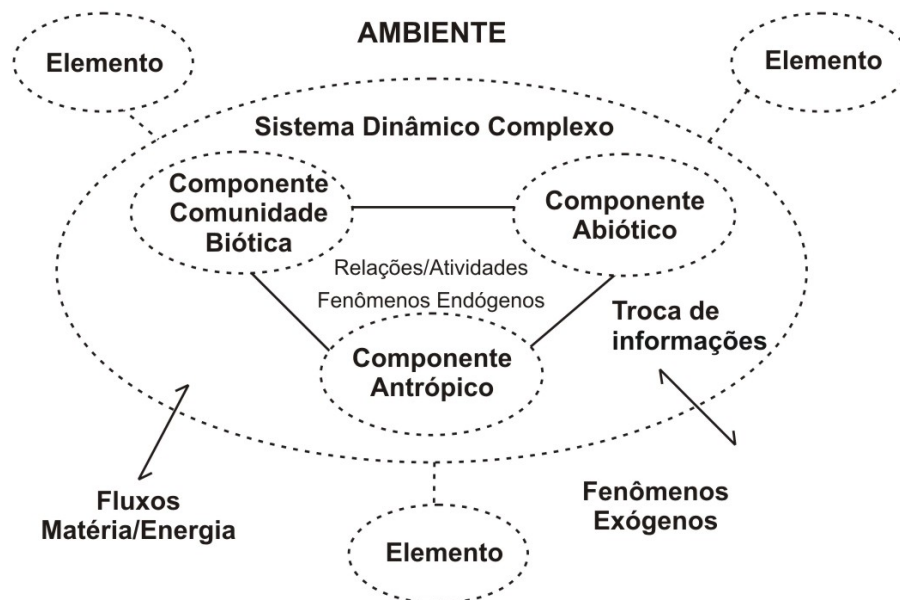 AMBIENTE
Elemento
Elemento
Sistema Dinâmico Complexo
Componente
Comunidade
Biótica
Componente
Abiótico
Relações/Atividades
Fenômenos Endógenos
Troca de
informações
Componente
Antrópico
Fluxos
Matéria/Energia
Fenômenos
Exógenos
Elemento